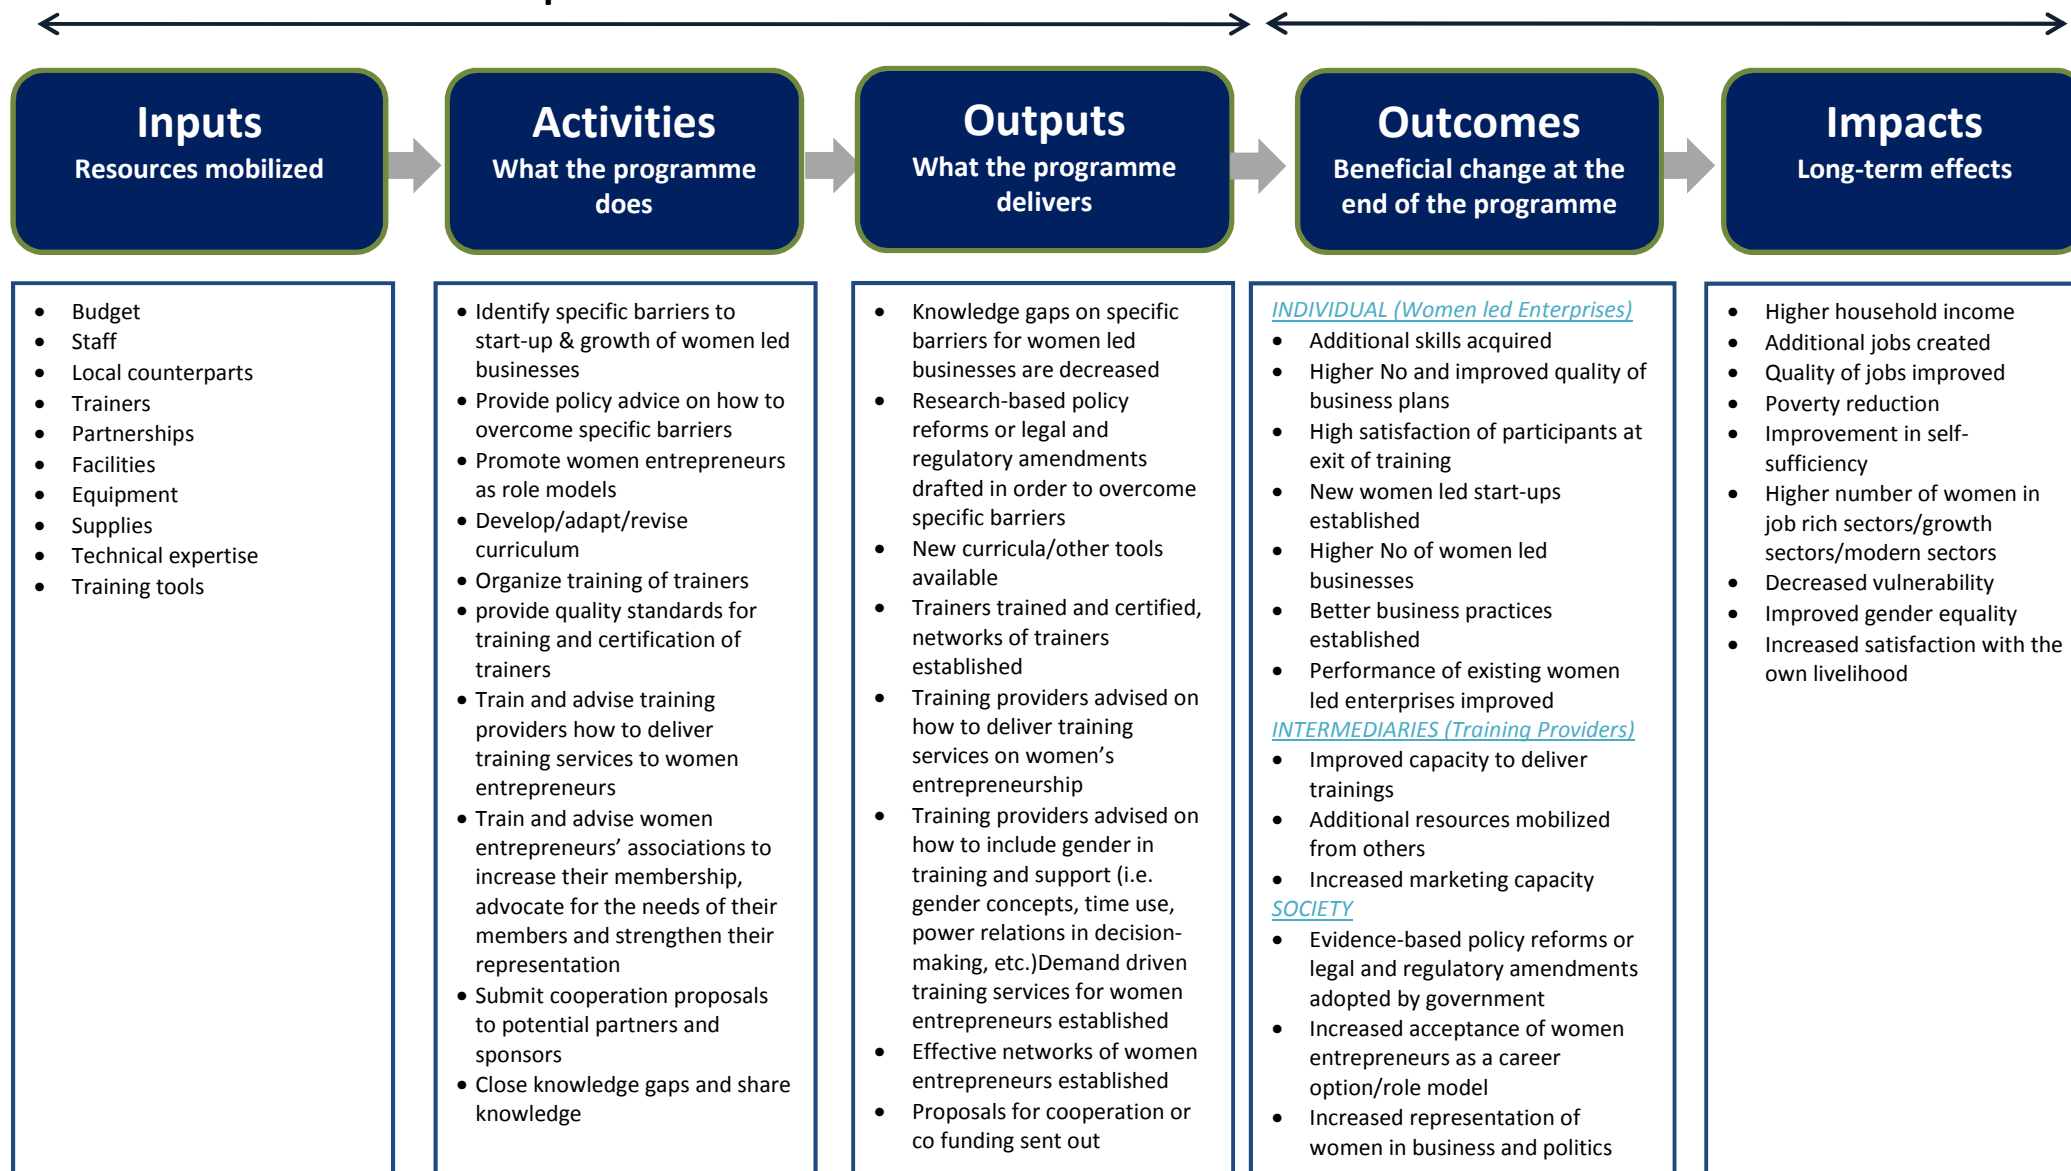 Inputs
Resources mobilized
Activities
What the programme
does
Outputs
What the programme
delivers
Outcomes
Beneficial change at the
end of the programme
Impacts
Long-term effects
• Budget
• Staff
• Local counterparts
• Trainers
• Partnerships
• Facilities
• Equipment
• Supplies
• Technical expertise
• Training tools
• Identify specific barriers to
start-up & growth of women led
businesses
• Provide policy advice on how to
overcome specific barriers
• Promote women entrepreneurs
as role models
• Develop/adapt/revise
curriculum
• Organize training of trainers
• provide quality standards for
training and certification of
trainers
• Train and advise training
providers how to deliver
training services to women
entrepreneurs
• Train and advise women
entrepreneurs’ associations to
increase their membership,
advocate for the needs of their
members and strengthen their
representation
• Submit cooperation proposals
to potential partners and
sponsors
• Close knowledge gaps and share
knowledge
• Knowledge gaps on specific
barriers for women led
businesses are decreased
• Research-based policy
reforms or legal and
regulatory amendments
drafted in order to overcome
specific barriers
• New curricula/other tools
available
• Trainers trained and certified,
networks of trainers
established
• Training providers advised on
how to deliver training
services on women’s
entrepreneurship
• Training providers advised on
how to include gender in
training and support (i.e.
gender concepts, time use,
power relations in decision-
making, etc.)Demand driven
training services for women
entrepreneurs established
• Effective networks of women
entrepreneurs established
• Proposals for cooperation or
co funding sent out
INDIVIDUAL (Women led Enterprises)
• Additional skills acquired
• Higher No and improved quality of
business plans
• High satisfaction of participants at
exit of training
• New women led start-ups
established
• Higher No of women led
businesses
• Better business practices
established
• Performance of existing women
led enterprises improved
INTERMEDIARIES (Training Providers)
• Improved capacity to deliver
trainings
• Additional resources mobilized
from others
• Increased marketing capacity
SOCIETY
• Evidence-based policy reforms or
legal and regulatory amendments
adopted by government
• Increased acceptance of women
entrepreneurs as a career
option/role model
• Increased representation of
women in business and politics
• Higher household income
• Additional jobs created
• Quality of jobs improved
• Poverty reduction
• Improvement in self-
sufficiency
• Higher number of women in
job rich sectors/growth
sectors/modern sectors
• Decreased vulnerability
• Improved gender equality
• Increased satisfaction with the
own livelihood